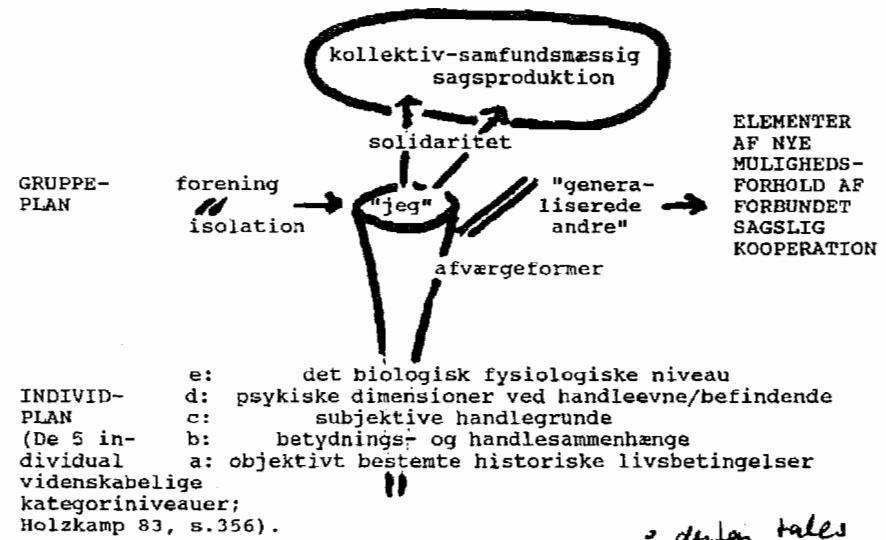 kollektiv-samfundsmæssig
sagsproduktion
solidaritet
GRUPPE-
PLAN
forening
isolation
"jeg"
"genera-
liserede
andre"
ELEMENTER
AF NYE
MULIGHEDS-
FORHOLD AF
FORBUNDET
SAGSLIG
KOOPERATION
afværgeformer
e: det biologisk fysiologiske niveau
INDIVID- d: psykiske dimensioner ved handleevne/befindende
PLAN c: subjektive handlegrunde
(De 5 in- b: betydnings- og handlesammenhænge
dividual a: objektivt bestemte historiske livsbetingelser
videnskabelige
kategoriniveauer;
Holzkamp 83, s.356).
tales